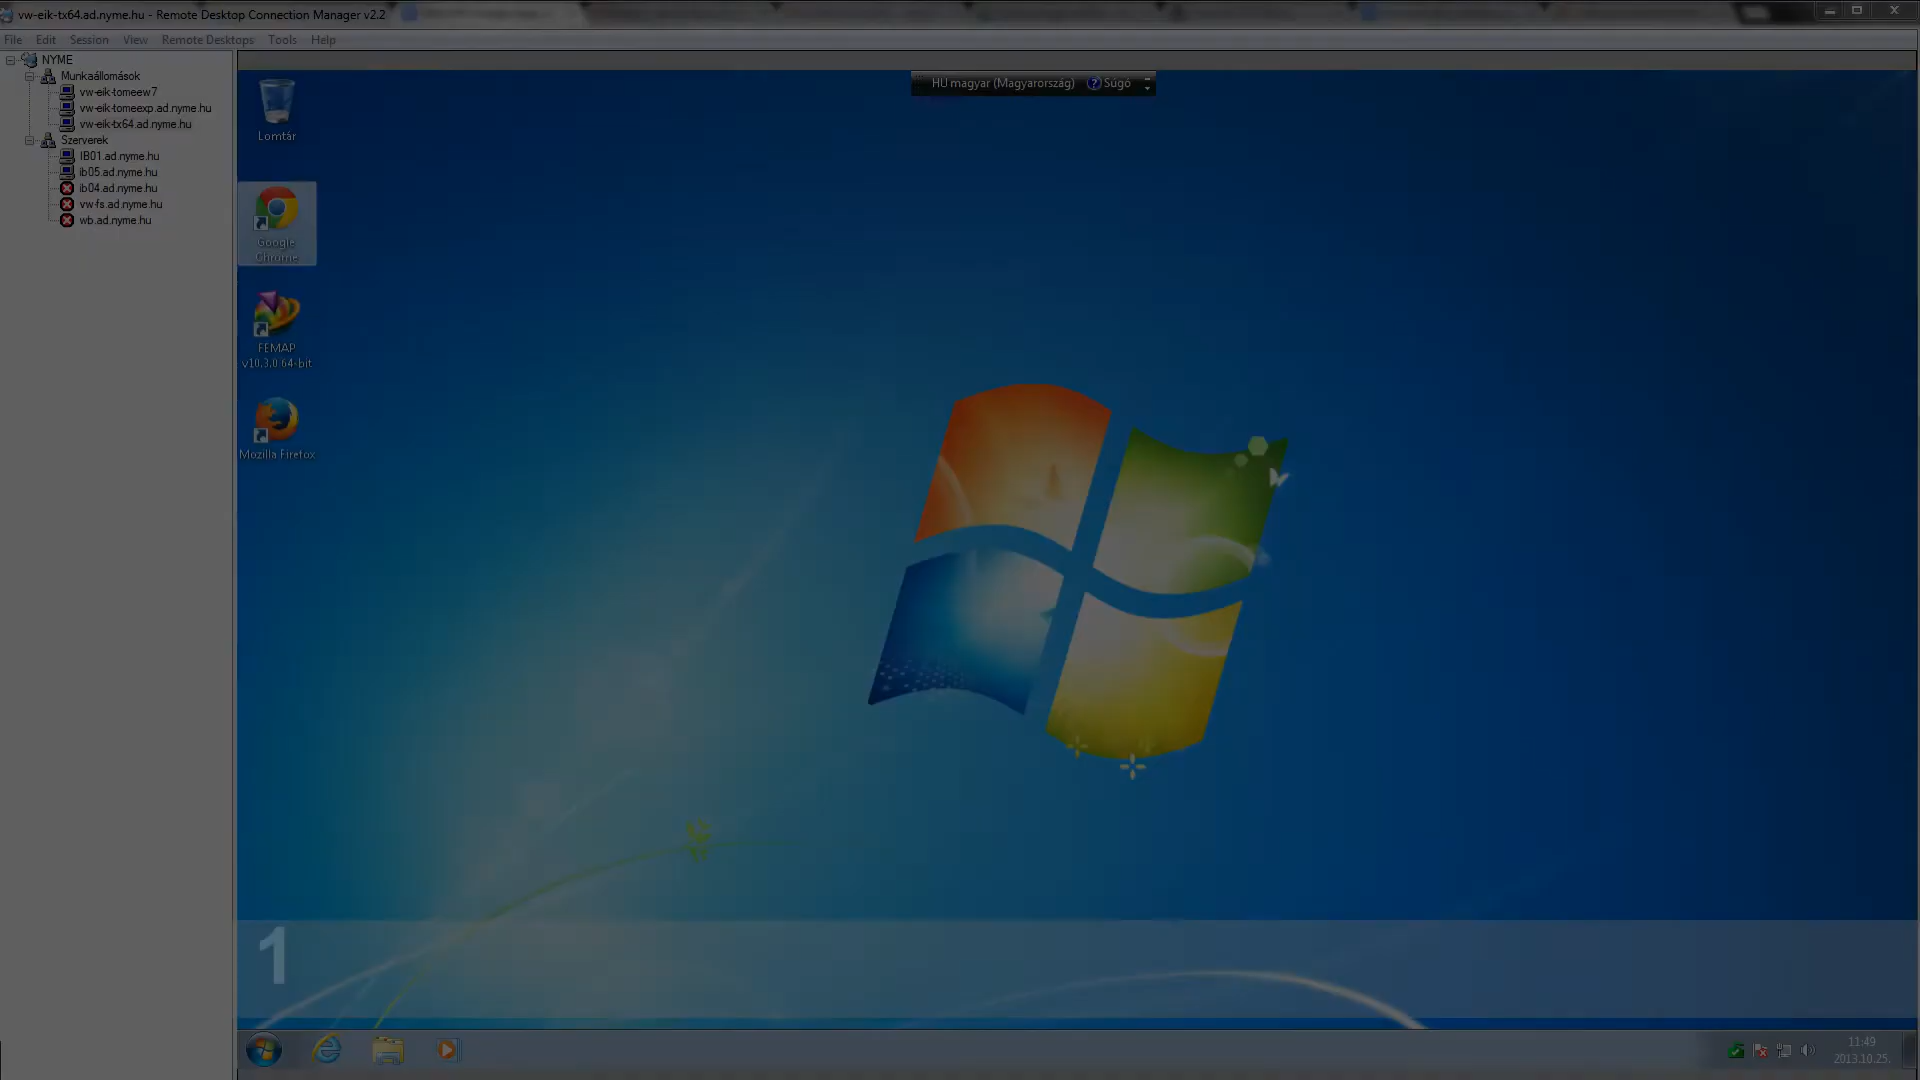 vw-eik-tx64.ad.nyme.hu - Remote Desktop Connection Manager v2.2
File Edit Session View Remote Desktops Tools Help
NYME
Munkaállomások
vw-eik-tomeew7
vw-eik-tomeexp.ad.nyme.hu
vw-eik-tx64.ad.nyme.hu
Szerverek
IB01.ad.nyme.hu
ib05.ad.nyme.hu
ib04.ad.nyme.hu
vw-fs.ad.nyme.hu
wb.ad.nyme.hu
HU magyar (Magyarország) ? Súgó
Lomtár
Google
Chrome
FEMAP
v10.3.0 64-bit
Mozilla Firefox
1
11:49
2013.10.25.